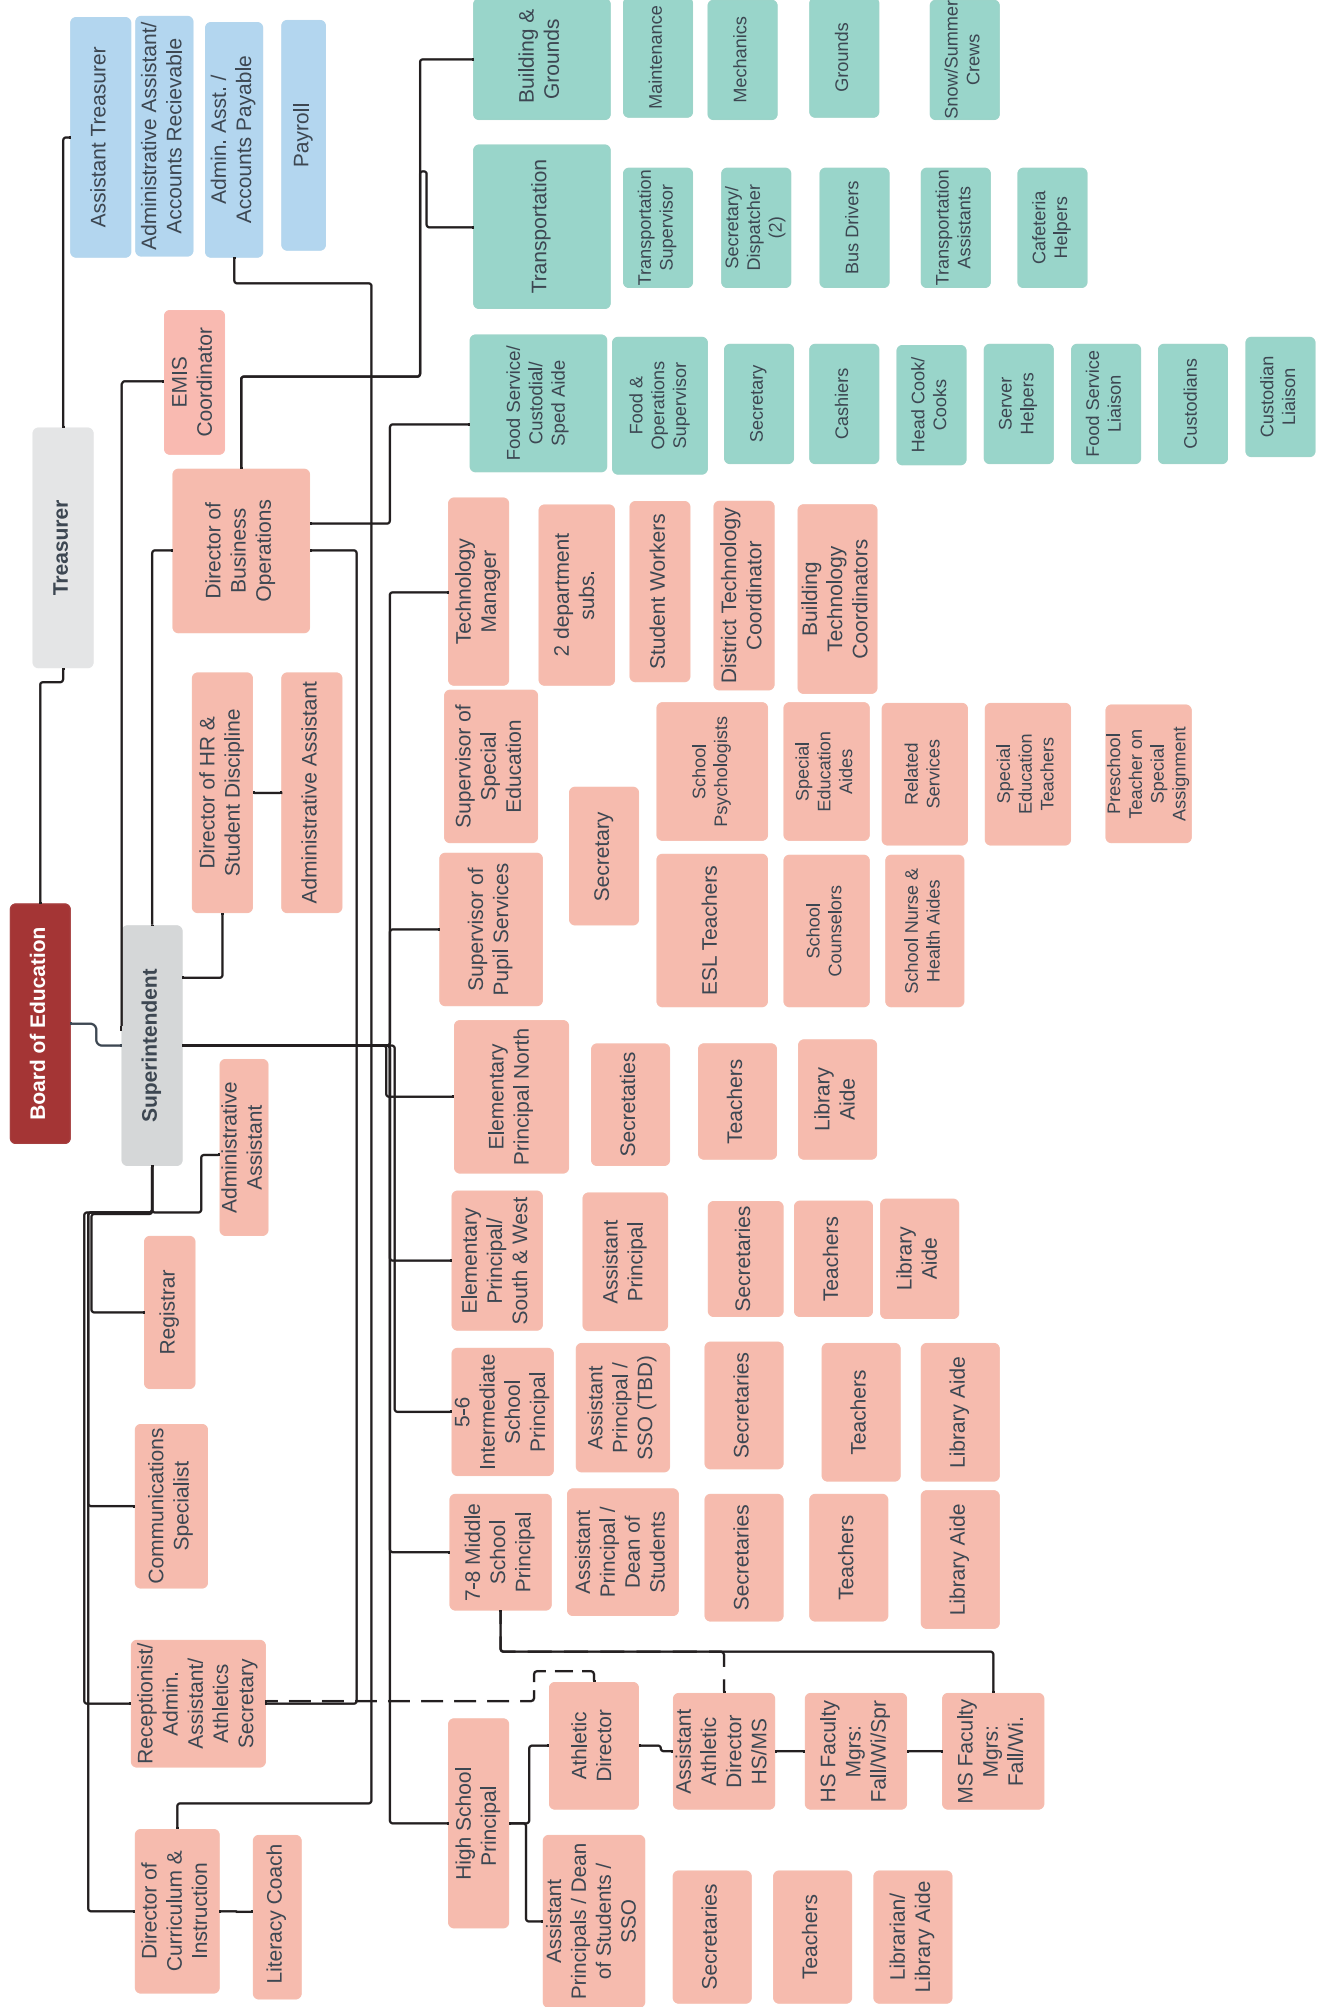 Board of Education
Treasurer
Assistant Treasurer
Administrative Assistant/
Accounts Recievable
Admin. Asst. /
Accounts Payable
Payroll
Superintendent
EMIS
Coordinator
Director of
Business
Operations
Director of HR &
Student Discipline
Administrative Assistant
Administrative
Assistant
Registrar
Communications
Specialist
Receptionist/
Admin.
Assistant/
Athletics
Secretary
Director of
Curriculum &
Instruction
Literacy Coach
High School
Principal
Assistant
Principals / Dean
of Students /
SSO
Secretaries
Teachers
Librarian/
Library Aide
Athletic
Director
Assistant
Athletic
Director
HS/MS
HS Faculty
Mgrs:
Fall/Wi/Spr
MS Faculty
Mgrs:
Fall/Wi.
7-8 Middle
School
Principal
Assistant
Principal /
Dean of
Students
Secretaries
Teachers
Library Aide
5-6
Intermediate
School
Principal
Assistant
Principal /
SSO (TBD)
Secretaries
Teachers
Library Aide
Elementary
Principal/
South & West
Assistant
Principal
Secretaries
Teachers
Library
Aide
Elementary
Principal North
Secretaties
Teachers
Library
Aide
Supervisor of
Pupil Services
Secretary
ESL Teachers
School
Counselors
School Nurse &
Health Aides
Supervisor of
Special
Education
School
Psychologists
Special
Education
Aides
Related
Services
Special
Education
Teachers
Preschool
Teacher on
Special
Assignment
Technology
Manager
2 department
subs.
Student Workers
District Technology
Coordinator
Building
Technology
Coordinators
Food Service/
Custodial/
Sped Aide
Food &
Operations
Supervisor
Secretary
Cashiers
Head Cook/
Cooks
Server
Helpers
Food Service
Liaison
Custodians
Custodian
Liaison
Transportation
Transportation
Supervisor
Secretary/
Dispatcher
(2)
Bus Drivers
Transportation
Assistants
Cafeteria
Helpers
Building &
Grounds
Maintenance
Mechanics
Grounds
Snow/Summer
Crews